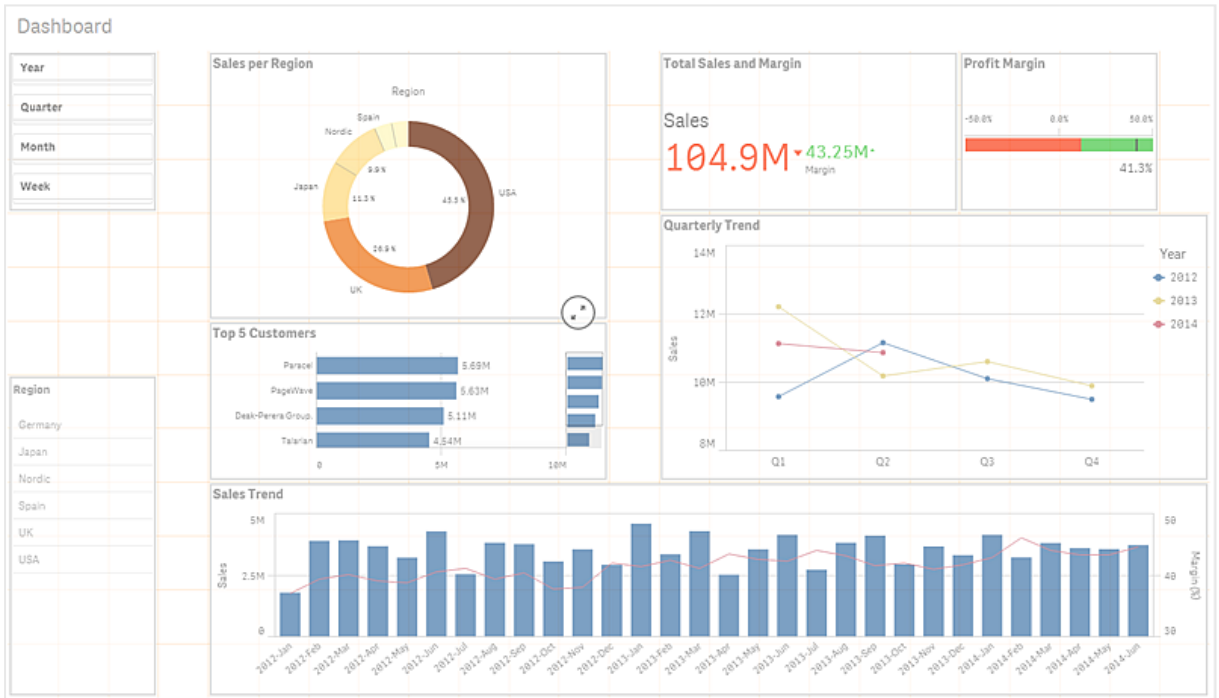 Dashboard
Year
Quarter
Month
Week
Region
Germany
Japan
Nordic
Spain
UK
USA
Sales per Region
Region
Spain
Nordic
Japan
UK
USA
9.9%
11.3%
26.9%
45.5%
Top 5 Customers
Paracel
5.69M
PageWave
5.63M
Deak-Perera Group.
5.11M
Talarian
4.54M
0 5M 10M
Total Sales and Margin
Sales
104.9M
43.25M
Margin
Profit Margin
-50.0% 0.0% 50.0%
41.3%
Quarterly Trend
14M
12M
10M
8M
Sales
Q1 Q2 Q3 Q4
Year
2012
2013
2014
Sales Trend
5M
2.5M
0
Sales
50
40
30
Margin (%)
2012-Jan
2012-Feb
2012-Mar
2012-Apr
2012-May
2012-Jun
2012-Jul
2012-Aug
2012-Sep
2012-Oct
2012-Nov
2012-Dec
2013-Jan
2013-Feb
2013-Mar
2013-Apr
2013-May
2013-Jun
2013-Jul
2013-Aug
2013-Sep
2013-Oct
2013-Nov
2013-Dec
2014-Jan
2014-Feb
2014-Mar
2014-Apr
2014-May
2014-Jun